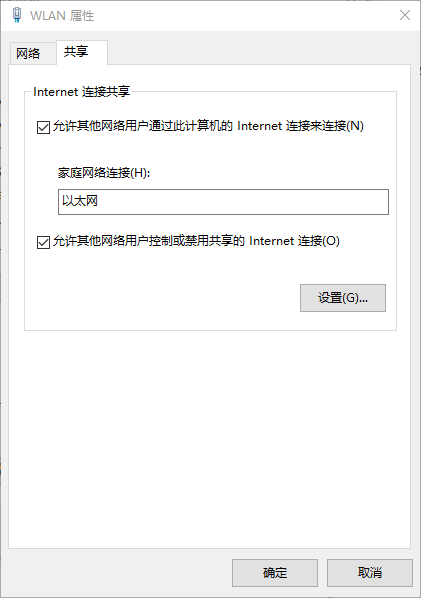 WLAN 属性
网络
共享
Internet 连接共享
允许其他网络用户通过此计算机的 Internet 连接来连接(N)
家庭网络连接(H):
以太网
允许其他网络用户控制或禁用共享的 Internet 连接(O)
设置(G)...
确定
取消